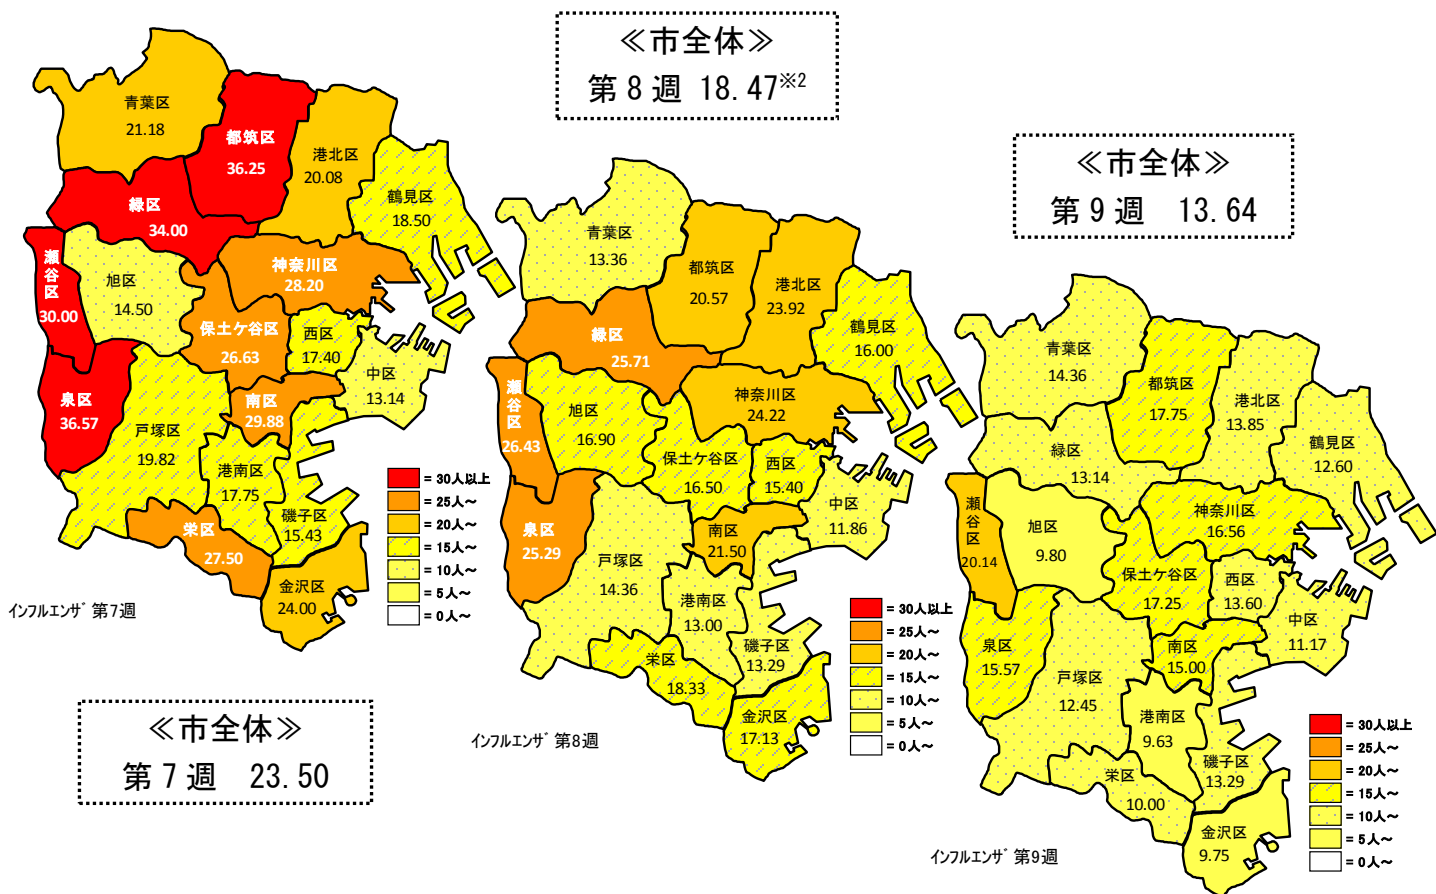 ≪市全体≫
第8週 18.47※2
≪市全体≫
第9週 13.64
≪市全体≫
第7週 23.50
青葉区
21.18
都筑区
36.25
港北区
20.08
鶴見区
18.50
緑区
34.00
瀬谷区
30.00
旭区
14.50
神奈川区
28.20
保土ケ谷区
26.63
西区
17.40
中区
13.14
泉区
36.57
戸塚区
19.82
南区
29.88
港南区
17.75
磯子区
15.43
栄区
27.50
金沢区
24.00
= 30人以上
= 25人～
= 20人～
= 15人～
= 10人～
= 5人～
= 0人～
インフルエンザ 第7週
青葉区
13.36
都筑区
20.57
港北区
23.92
鶴見区
16.00
緑区
25.71
瀬谷区
26.43
旭区
16.90
神奈川区
24.22
保土ケ谷区
16.50
西区
15.40
中区
11.86
泉区
25.29
戸塚区
14.36
南区
21.50
港南区
13.00
磯子区
13.29
栄区
18.33
金沢区
17.13
= 30人以上
= 25人～
= 20人～
= 15人～
= 10人～
= 5人～
= 0人～
インフルエンザ 第8週
青葉区
14.36
都筑区
17.75
港北区
13.85
鶴見区
12.60
緑区
13.14
瀬谷区
20.14
旭区
9.80
神奈川区
16.56
保土ケ谷区
17.25
西区
13.60
中区
11.17
泉区
15.57
戸塚区
12.45
南区
15.00
港南区
9.63
磯子区
13.29
栄区
10.00
金沢区
9.75
= 30人以上
= 25人～
= 20人～
= 15人～
= 10人～
= 5人～
= 0人～
インフルエンザ 第9週